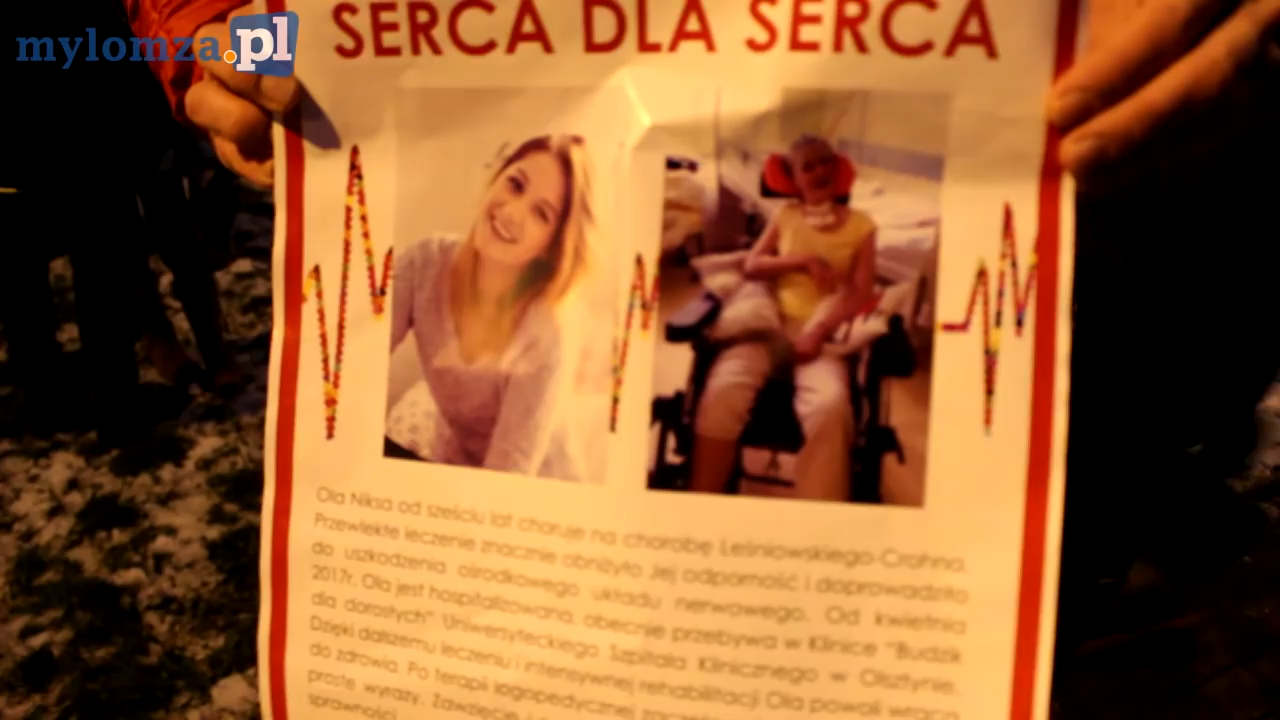 mylomza.pl
SERCA DLA SERCA
Ola Niksa od sześciu lat choruje na chorobę Leśniowskiego-Crohna.
Przewlekłe leczenie znacznie obniżyło Jej odporność i doprowadziło
do uszkodzenia ośrodkowego układu nerwowego. Od kwietnia
2017r. Ola jest hospitalizowana, obecnie przebywa w Klinice "Budzik
dla dorosłych" Uniwersyteckiego Szpitala Klinicznego w Olsztynie.
Dzięki dalszemu leczeniu i intensywnej rehabilitacji Ola powoli wraca
do zdrowia. Po terapii logopedycznej
proste wyrazy. Zawzięcie
sprawności